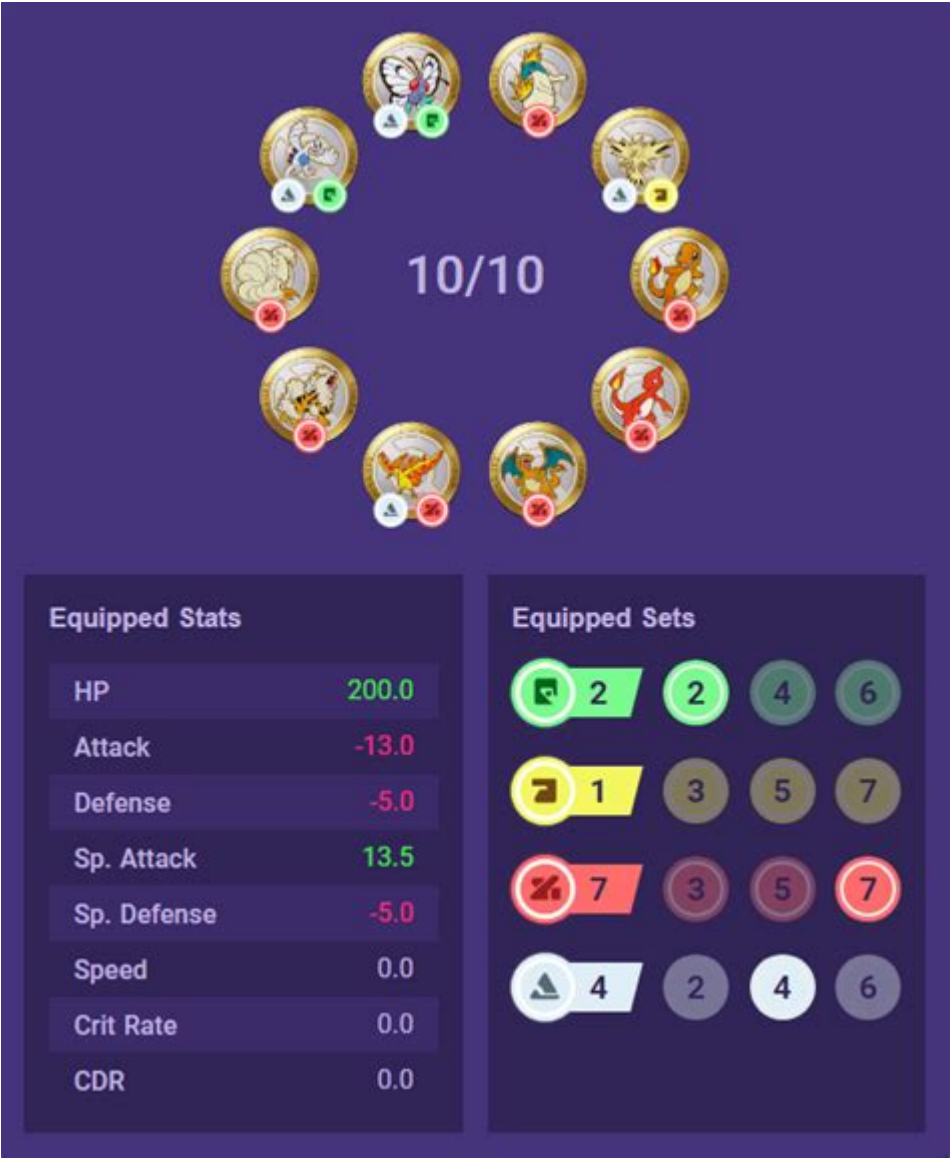 10/10
Equipped Stats
HP 200.0
Attack -13.0
Defense -5.0
Sp. Attack 13.5
Sp. Defense -5.0
Speed 0.0
Crit Rate 0.0
CDR 0.0
Equipped Sets
2 2 4 6
1 3 5 7
7 3 5 7
4 2 4 6